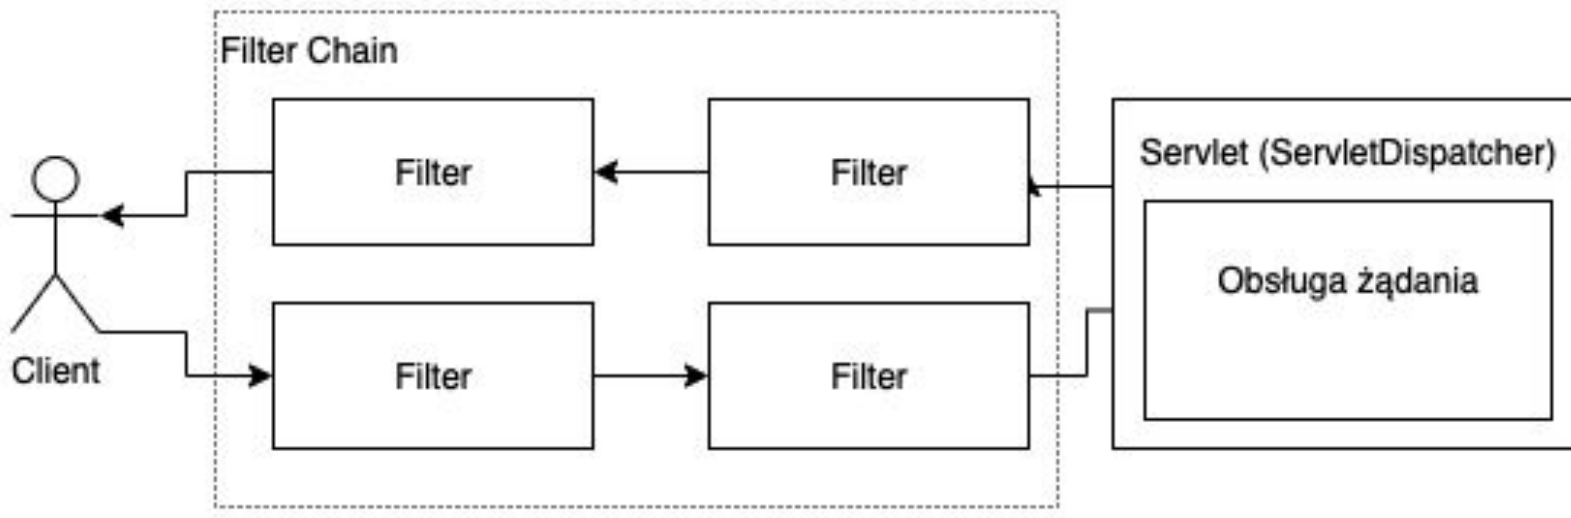 Filter Chain
Filter
Filter
Servlet (ServletDispatcher)
Obsługa żądania
Client
Filter
Filter